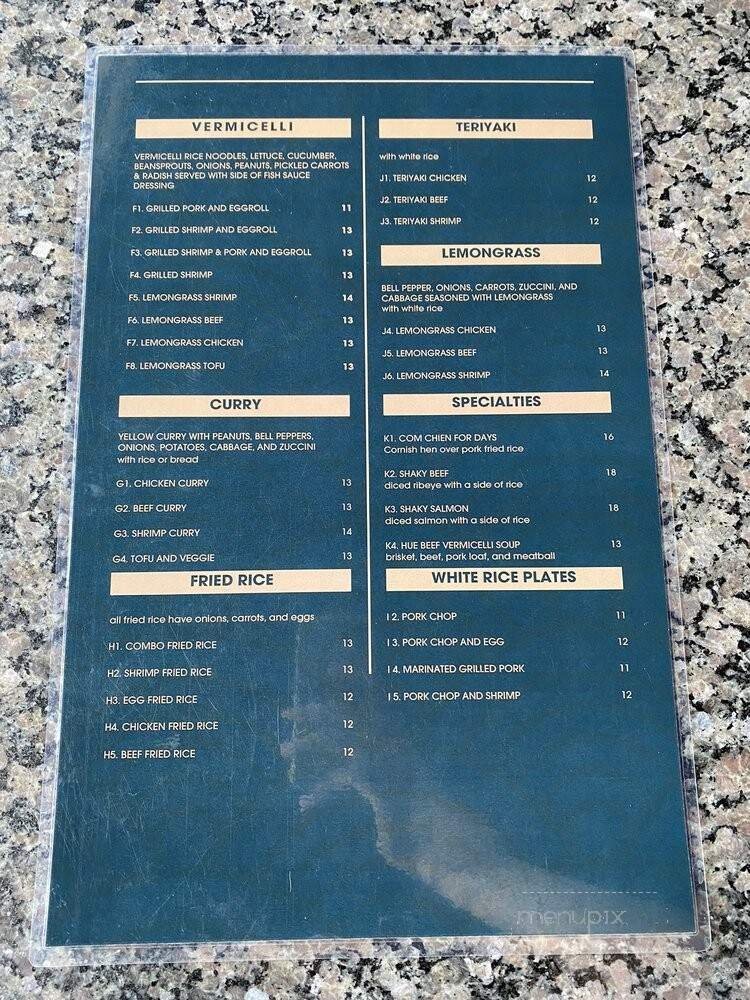 VERMICELLI
VERMICELLI RICE NOODLES, LETTUCE, CUCUMBER,
BEANSPROUTS, ONIONS, PEANUTS, PICKLED CARROTS
& RADISH SERVED WITH SIDE OF FISH SAUCE
DRESSING
F1. GRILLED PORK AND EGGROLL 11
F2. GRILLED SHRIMP AND EGGROLL 13
F3. GRILLED SHRIMP & PORK AND EGGROLL 13
F4. GRILLED SHRIMP 13
F5. LEMONGRASS SHRIMP 14
F6. LEMONGRASS BEEF 13
F7. LEMONGRASS CHICKEN 13
F8. LEMONGRASS TOFU 13
CURRY
YELLOW CURRY WITH PEANUTS, BELL PEPPERS,
ONIONS, POTATOES, CABBAGE, AND ZUCCINI
with rice or bread
G1. CHICKEN CURRY 13
G2. BEEF CURRY 13
G3. SHRIMP CURRY 14
G4. TOFU AND VEGGIE 13
FRIED RICE
all fried rice have onions, carrots, and eggs
H1. COMBO FRIED RICE 13
H2. SHRIMP FRIED RICE 13
H3. EGG FRIED RICE 12
H4. CHICKEN FRIED RICE 12
H5. BEEF FRIED RICE 12
TERIYAKI
with white rice
J1. TERIYAKI CHICKEN 12
J2. TERIYAKI BEEF 12
J3. TERIYAKI SHRIMP 12
LEMONGRASS
BELL PEPPER, ONIONS, CARROTS, ZUCCINI, AND
CABBAGE SEASONED WITH LEMONGRASS
with white rice
J4. LEMONGRASS CHICKEN 13
J5. LEMONGRASS BEEF 13
J6. LEMONGRASS SHRIMP 14
SPECIALTIES
K1. COM CHIEN FOR DAYS 16
Cornish hen over pork fried rice
K2. SHAKY BEEF 18
diced ribeye with a side of rice
K3. SHAKY SALMON 18
diced salmon with a side of rice
K4. HUE BEEF VERMICELLI SOUP 13
brisket, beef, pork loaf, and meatball
WHITE RICE PLATES
I 2. PORK CHOP 11
I 3. PORK CHOP AND EGG 12
I 4. MARINATED GRILLED PORK 11
I 5. PORK CHOP AND SHRIMP 12
menupix